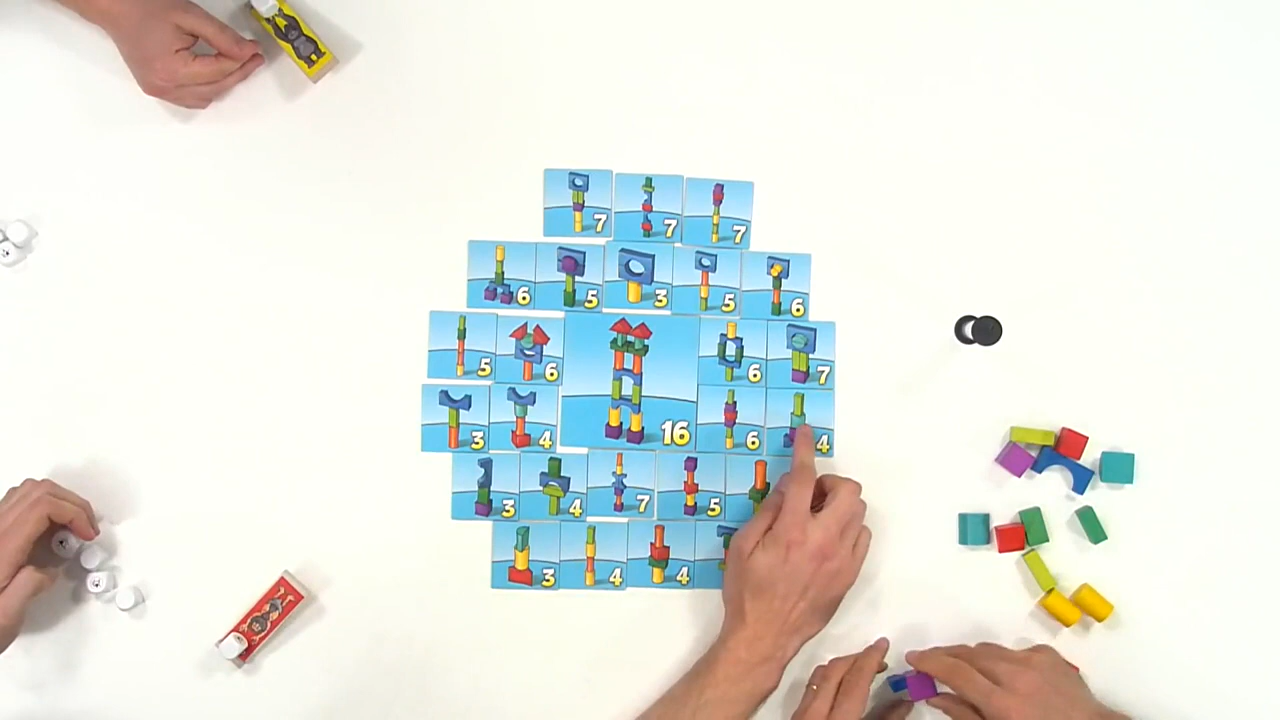 7 7 7
6 5 3 5 6
5 6 6 7
3 4 16 6 4
3 4 7 5
3 4 4